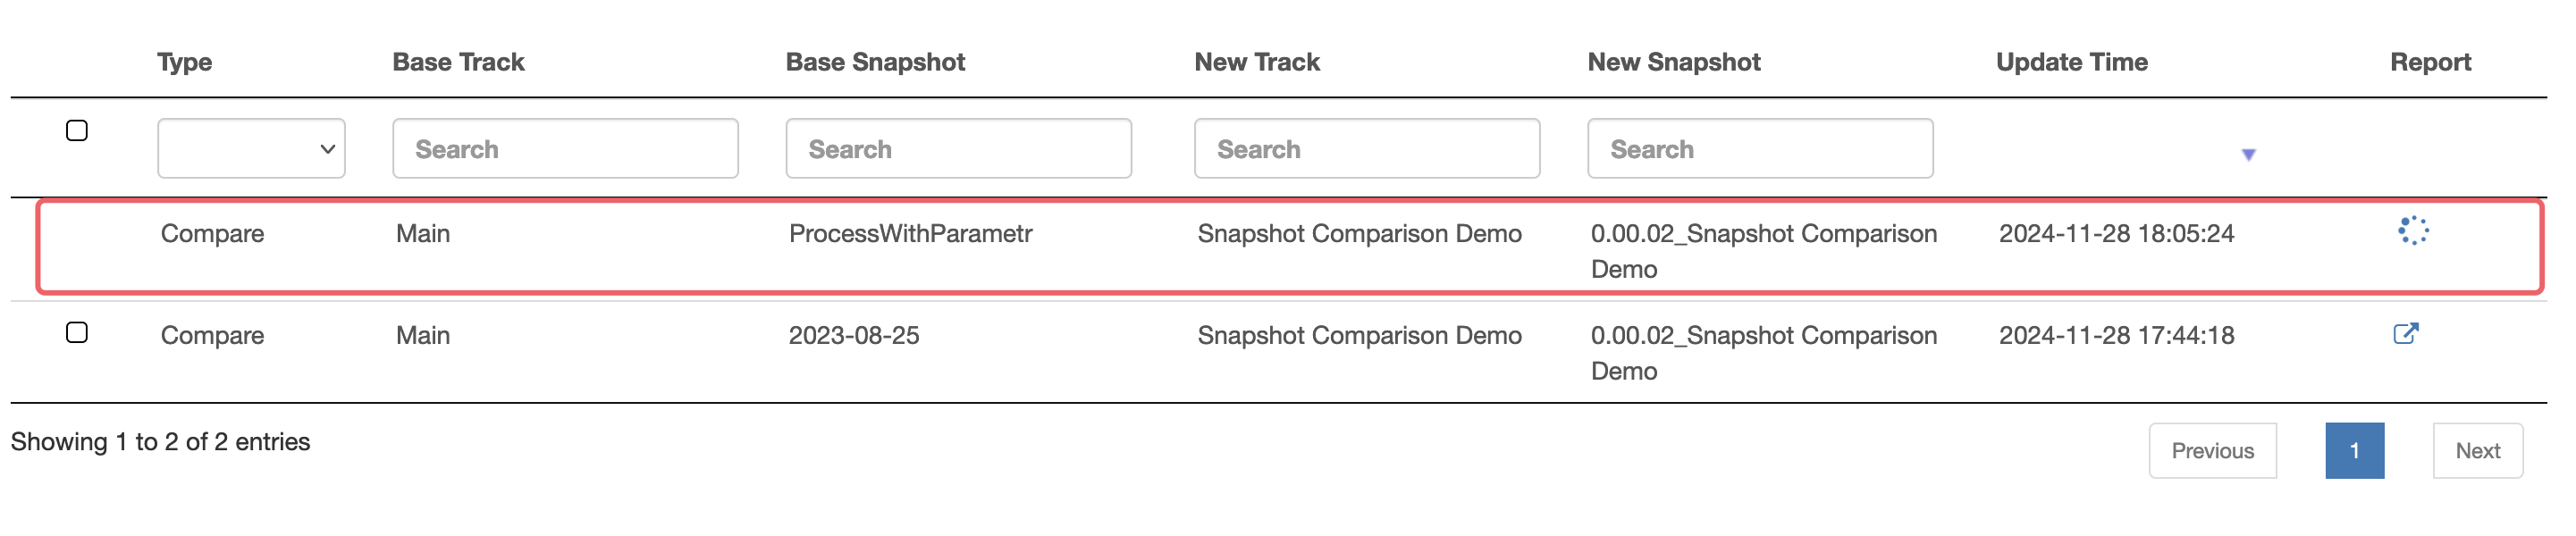 Type Base Track Base Snapshot New Track New Snapshot Update Time Report
Search Search Search Search
Compare Main ProcessWithParametr Snapshot Comparison Demo 0.00.02_Snapshot Comparison 2024-11-28 18:05:24
Demo
Compare Main 2023-08-25 Snapshot Comparison Demo 0.00.02_Snapshot Comparison 2024-11-28 17:44:18
Demo
Showing 1 to 2 of 2 entries
Previous 1 Next